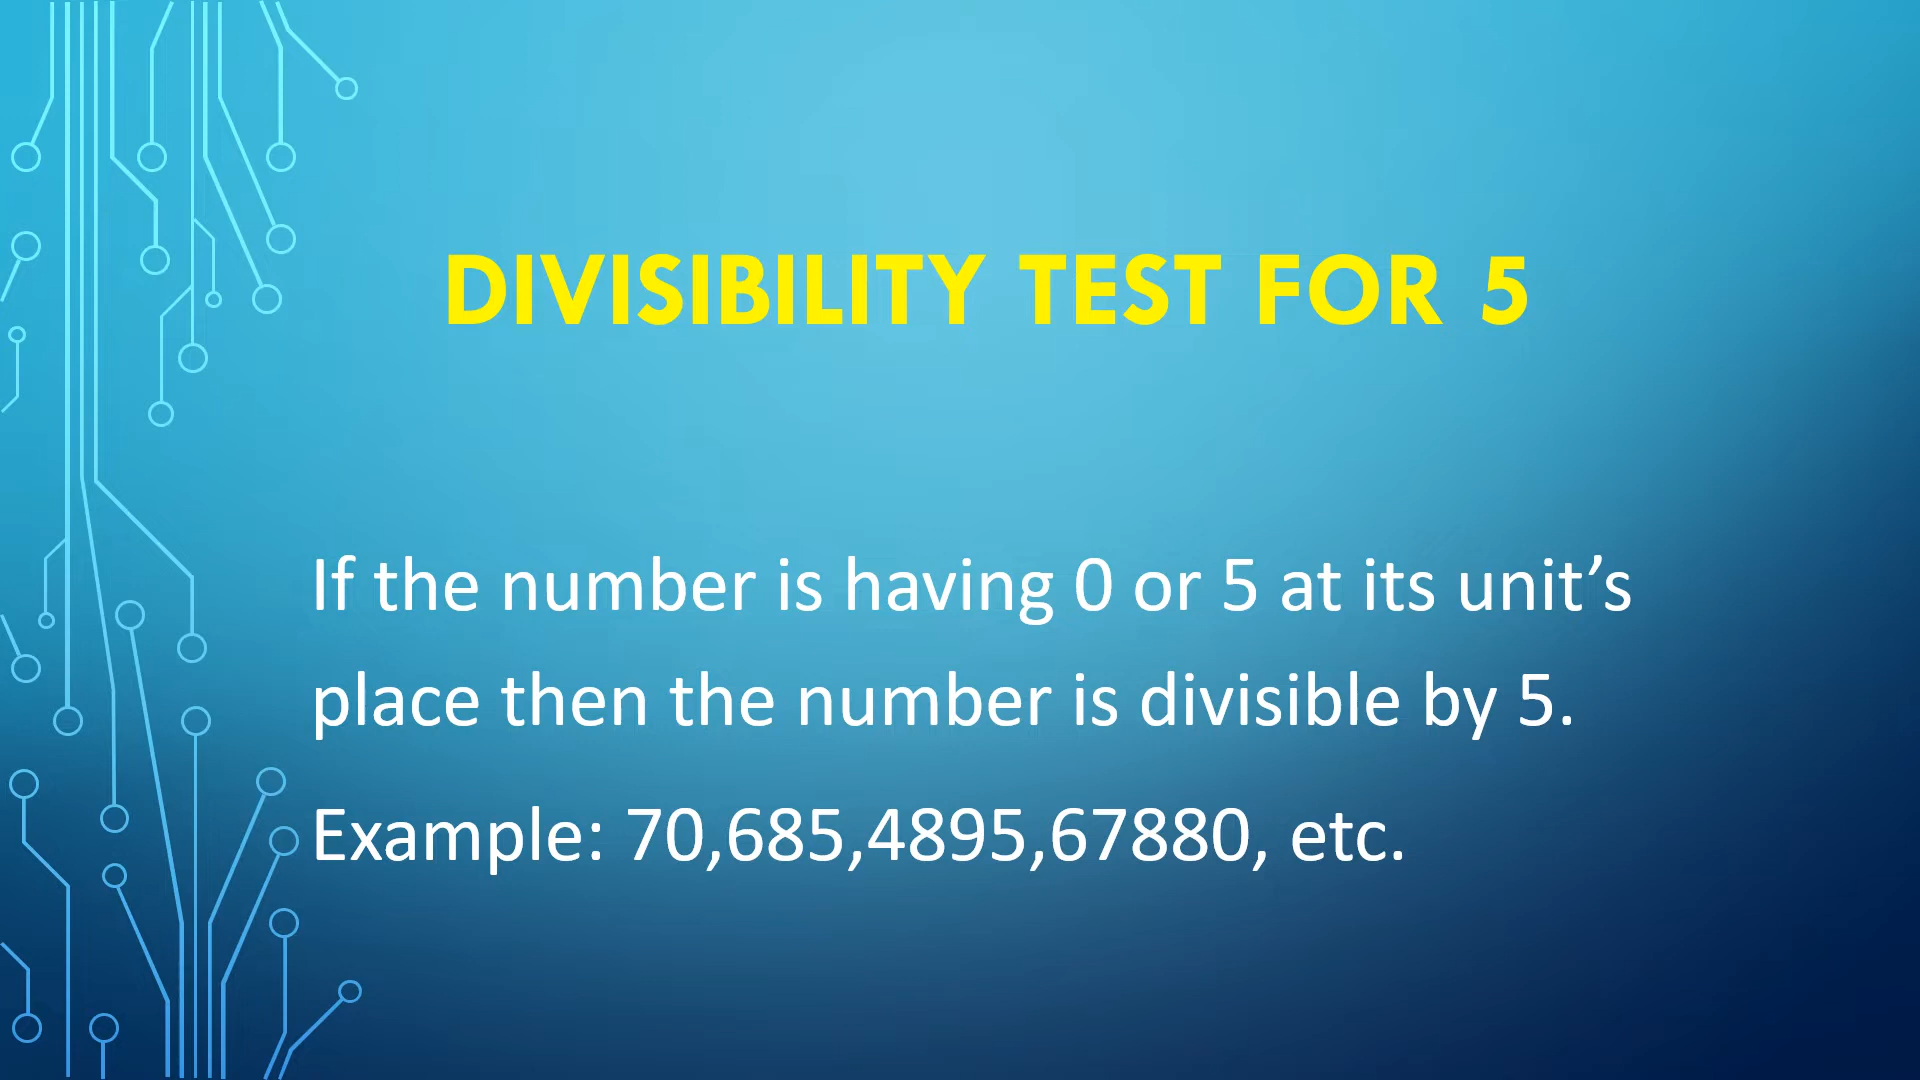 DIVISIBILITY TEST FOR 5
If the number is having 0 or 5 at its unit’s
place then the number is divisible by 5.
Example: 70,685,4895,67880, etc.